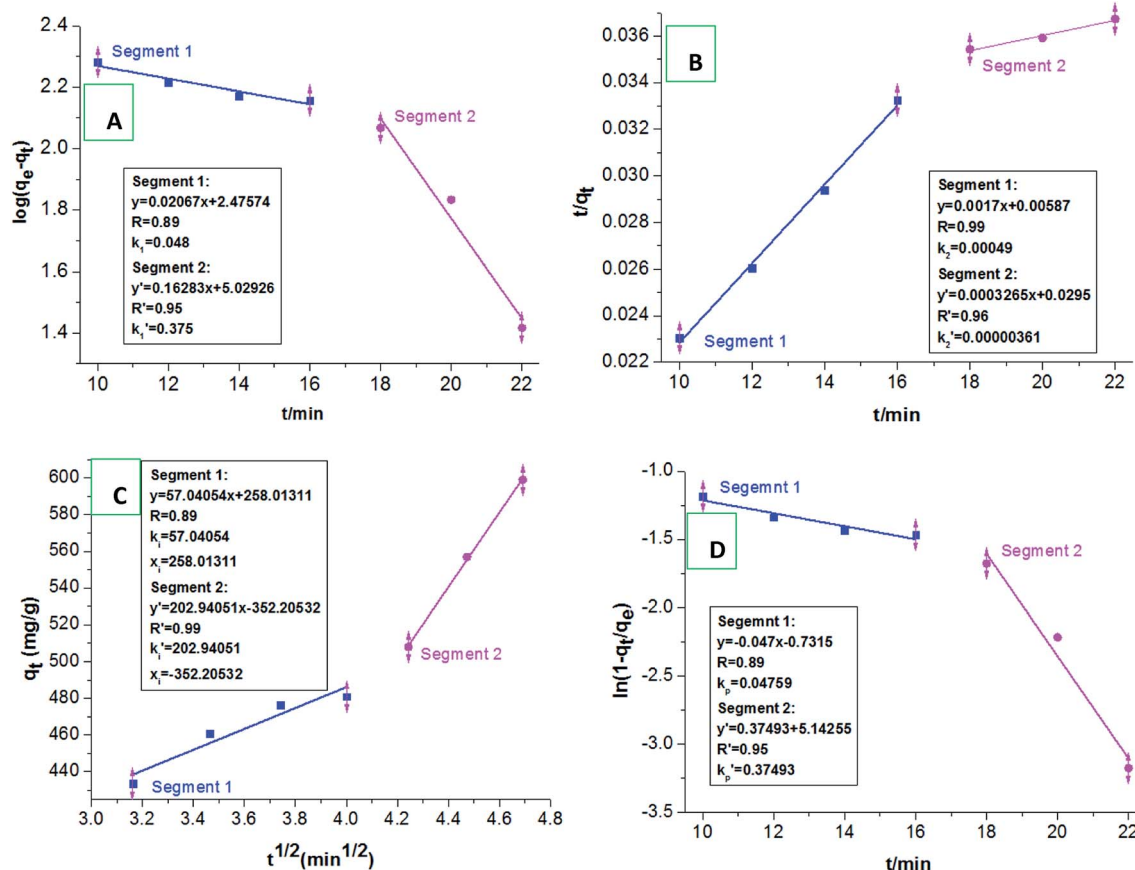 A
log(qe-qt)
2.4
2.2
2.0
1.8
1.6
1.4
Segment 1
Segment 2
Segment 1:
y=0.02067x+2.47574
R=0.89
k1=0.048
Segment 2:
y'=0.16283x+5.02926
R'=0.95
k1'=0.375
10 12 14 16 18 20 22
t/min
B
t/qt
0.036
0.034
0.032
0.030
0.028
0.026
0.024
0.022
Segment 2
Segment 1
Segment 1:
y=0.0017x+0.00587
R=0.99
k2=0.00049
Segment 2:
y'=0.0003265x+0.0295
R'=0.96
k2'=0.00000361
10 12 14 16 18 20 22
t/min
C
qt (mg/g)
600
580
560
540
520
500
480
460
440
Segment 1:
y=57.04054x+258.01311
R=0.89
ki=57.04054
xi=258.01311
Segment 2:
y'=202.94051x-352.20532
R'=0.99
ki'=202.94051
xi=-352.20532
Segment 2
Segment 1
3.0 3.2 3.4 3.6 3.8 4.0 4.2 4.4 4.6 4.8
t1/2(min1/2)
D
ln(1-qt/qe)
-1.0
-1.5
-2.0
-2.5
-3.0
-3.5
Segemnt 1
Segment 2
Segemnt 1:
y=-0.047x-0.7315
R=0.89
kp=0.04759
Segment 2:
y'=0.37493+5.14255
R'=0.95
kp'=0.37493
10 12 14 16 18 20 22
t/min